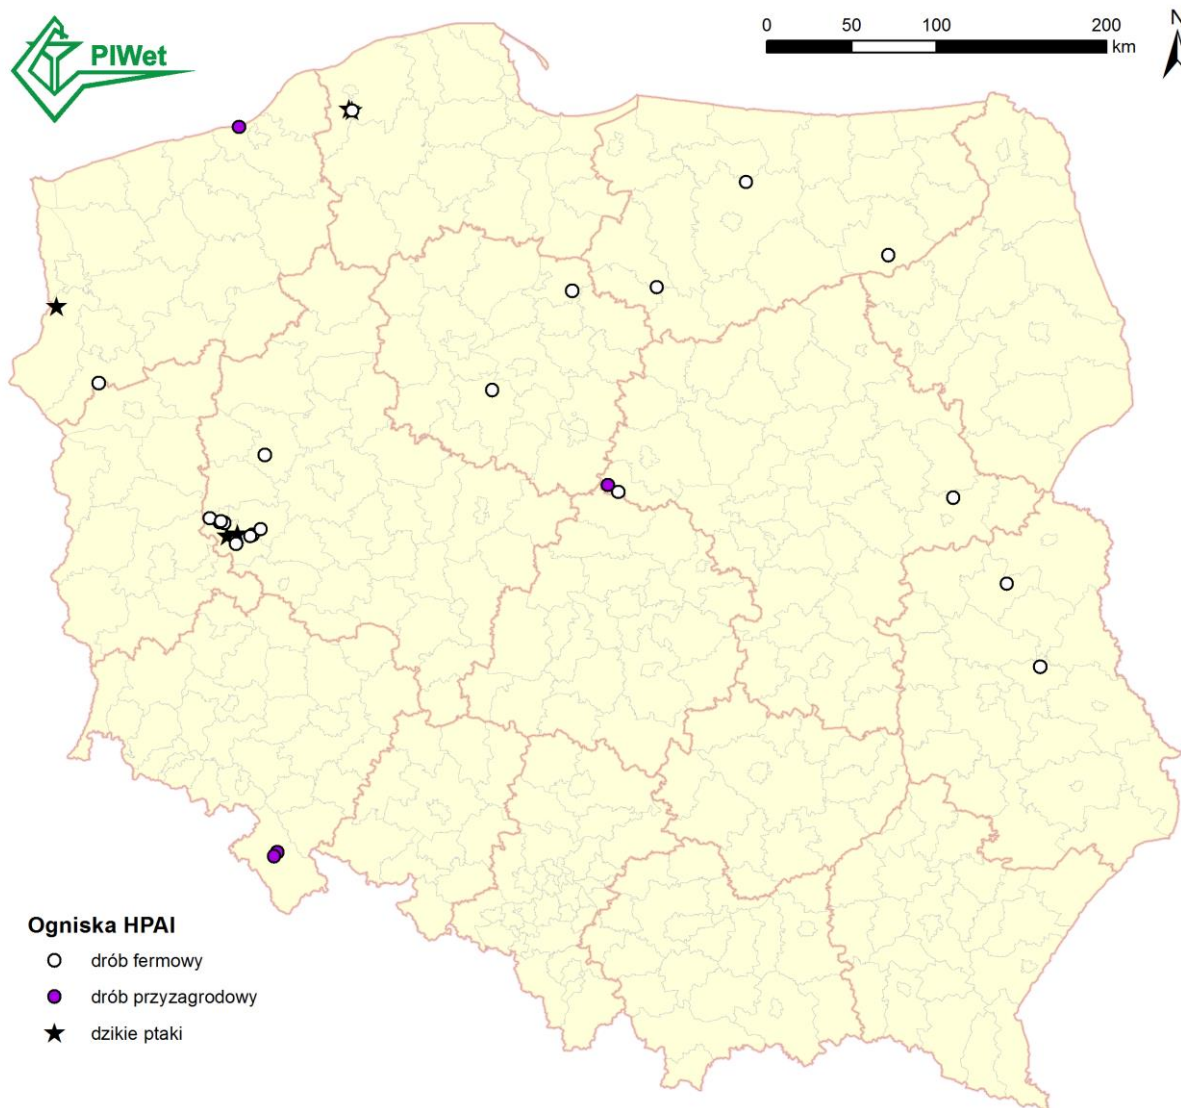 PIWet
0 50 100 200
km
N
Ogniska HPAI
drób fermowy
drób przyzagrodowy
dzikie ptaki